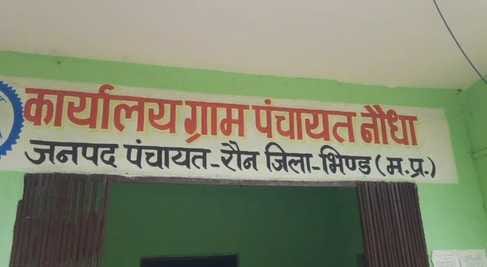 कार्यालय ग्राम पंचायत नौधा
जनपद पंचायत-रौन जिला-भिण्ड (म.प्र.)